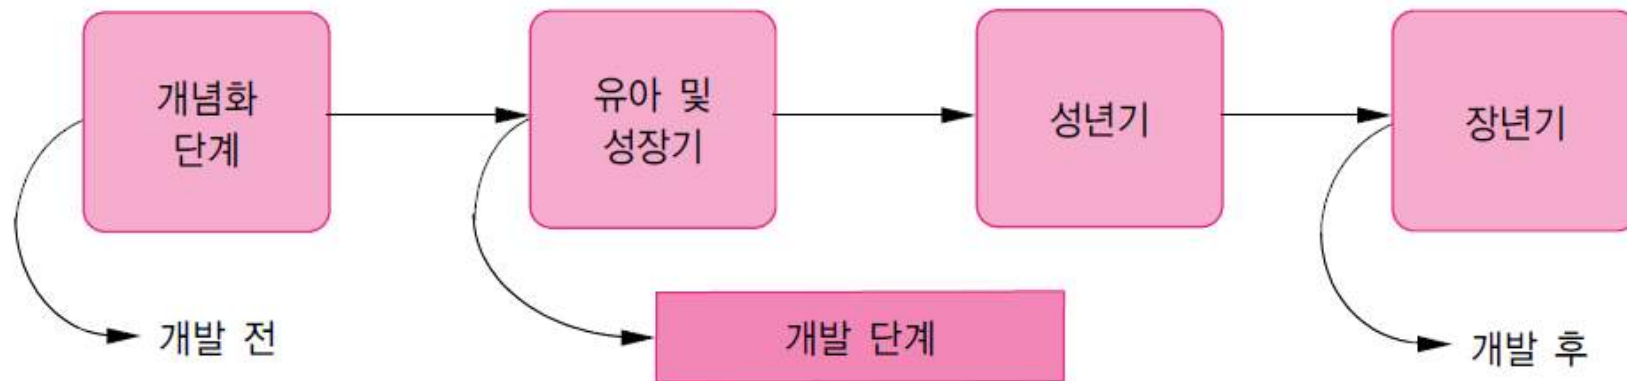 개념화
단계
유아 및
성장기
성년기
장년기
개발 전
개발 단계
개발 후